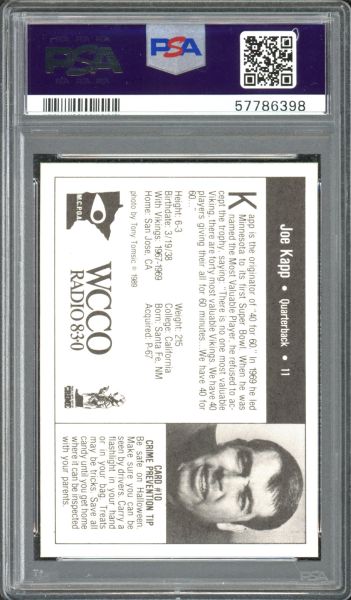 PSA
PSA
57786398
Joe Kapp • Quarterback • 11
Kapp is the originator of "40 for 60." In 1969 he led
Minnesota to its first Super Bowl. When he was
named the Most Valuable Player, he refused to ac-
cept the trophy, saying "There is no one most valuable
Viking, there are forty most valuable Vikings. We have 40
players giving their all for 60 minutes. We have 40 for
60...
Height: 6-3 Weight: 215
Birthdate: 3/19/38 College: California
With Vikings: 1967-1969 Born: Santa Fe, NM
Home: San Jose, CA Acquired: P-67
photo by Tony Tomsic © 1989
M.C.P.O.A.
WCCO
RADIO 8·3·0
CARD #10
CRIME PREVENTION TIP
Be safe on Halloween.
Make sure you can be
seen by drivers. Carry a
flashlight in your hand
or in your bag. Treats
may be tricks. Save all
candy until you get home
where it can be inspected
with your parents.